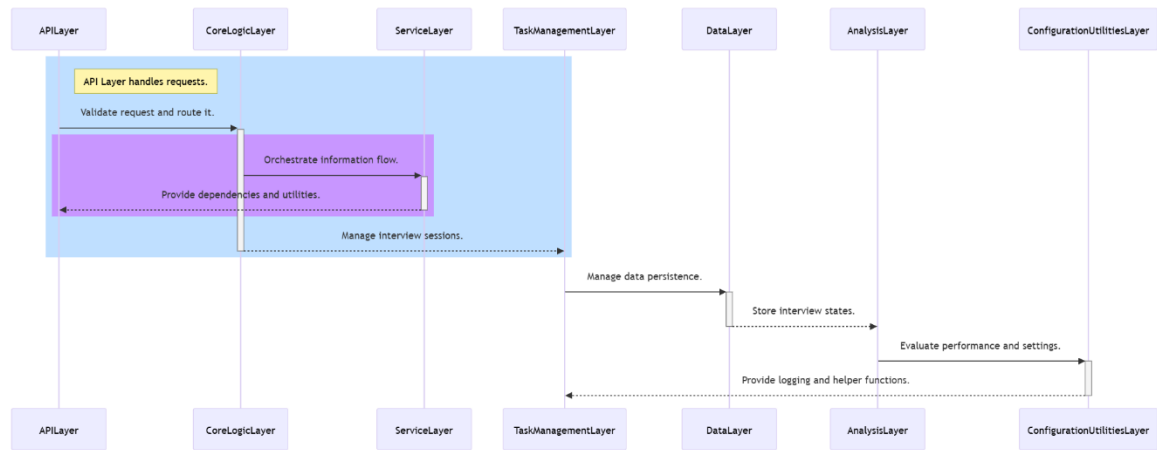 APILayer
CoreLogicLayer
ServiceLayer
TaskManagementLayer
DataLayer
AnalysisLayer
ConfigurationUtilitiesLayer
API Layer handles requests.
Validate request and route it.
Orchestrate information flow.
Provide dependencies and utilities.
Manage interview sessions.
Manage data persistence.
Store interview states.
Evaluate performance and settings.
Provide logging and helper functions.
APILayer
CoreLogicLayer
ServiceLayer
TaskManagementLayer
DataLayer
AnalysisLayer
ConfigurationUtilitiesLayer